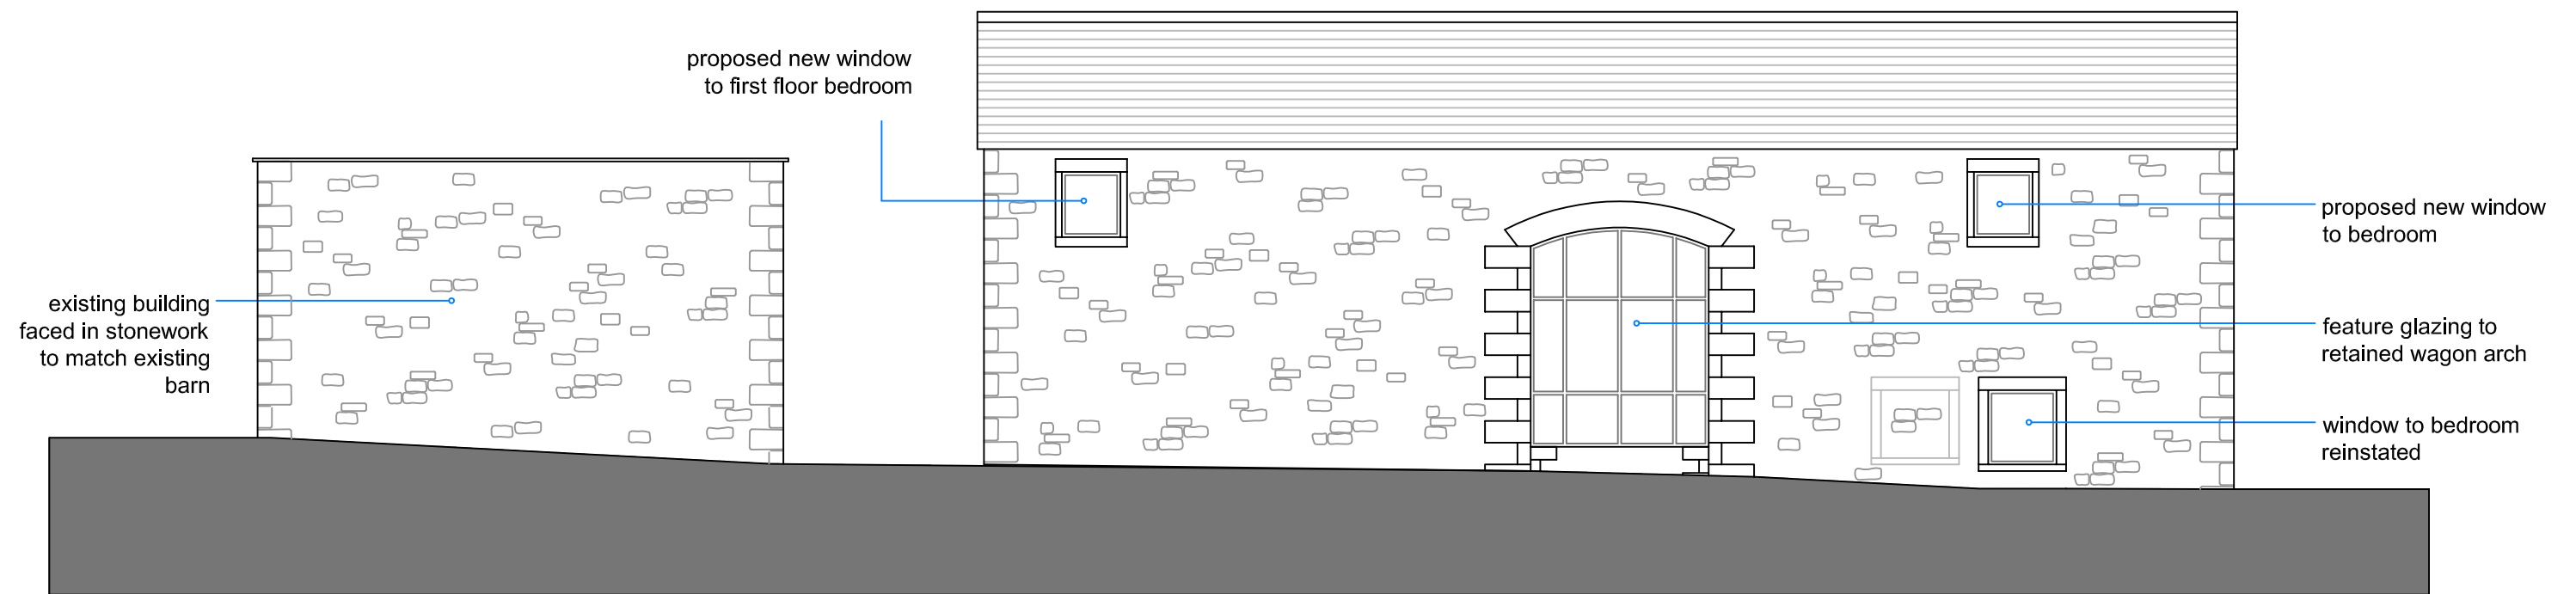 proposed new window
to first floor bedroom
existing building
faced in stonework
to match existing
barn
proposed new window
to bedroom
feature glazing to
retained wagon arch
window to bedroom
reinstated